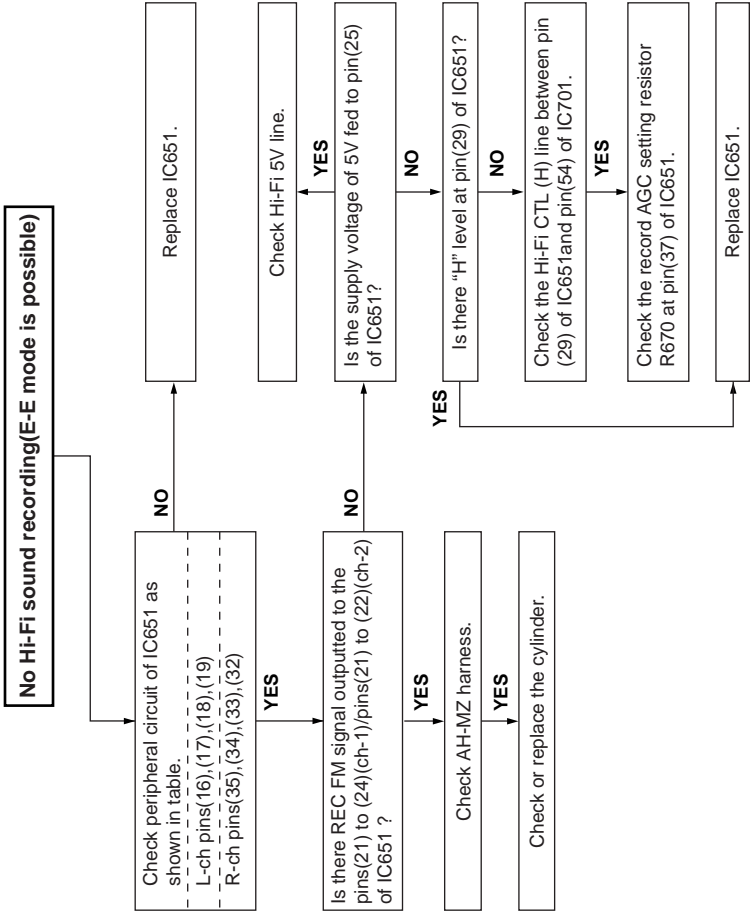 No Hi-Fi sound recording(E-E mode is possible)
Check peripheral circuit of IC651 as
shown in table.
L-ch pins(16),(17),(18),(19)
R-ch pins(35),(34),(33),(32)
NO
Replace IC651.
YES
Is there REC FM signal outputted to the
pins(21) to (24)(ch-1)/pins(21) to (22)(ch-2)
of IC651 ?
NO
YES
Check AH-MZ harness.
YES
Check or replace the cylinder.
Check Hi-Fi 5V line.
YES
Is the supply voltage of 5V fed to pin(25)
of IC651?
NO
Is there “H” level at pin(29) of IC651?
YES
NO
Check the Hi-Fi CTL (H) line between pin
(29) of IC651and pin(54) of IC701.
YES
Check the record AGC setting resistor
R670 at pin(37) of IC651.
Replace IC651.